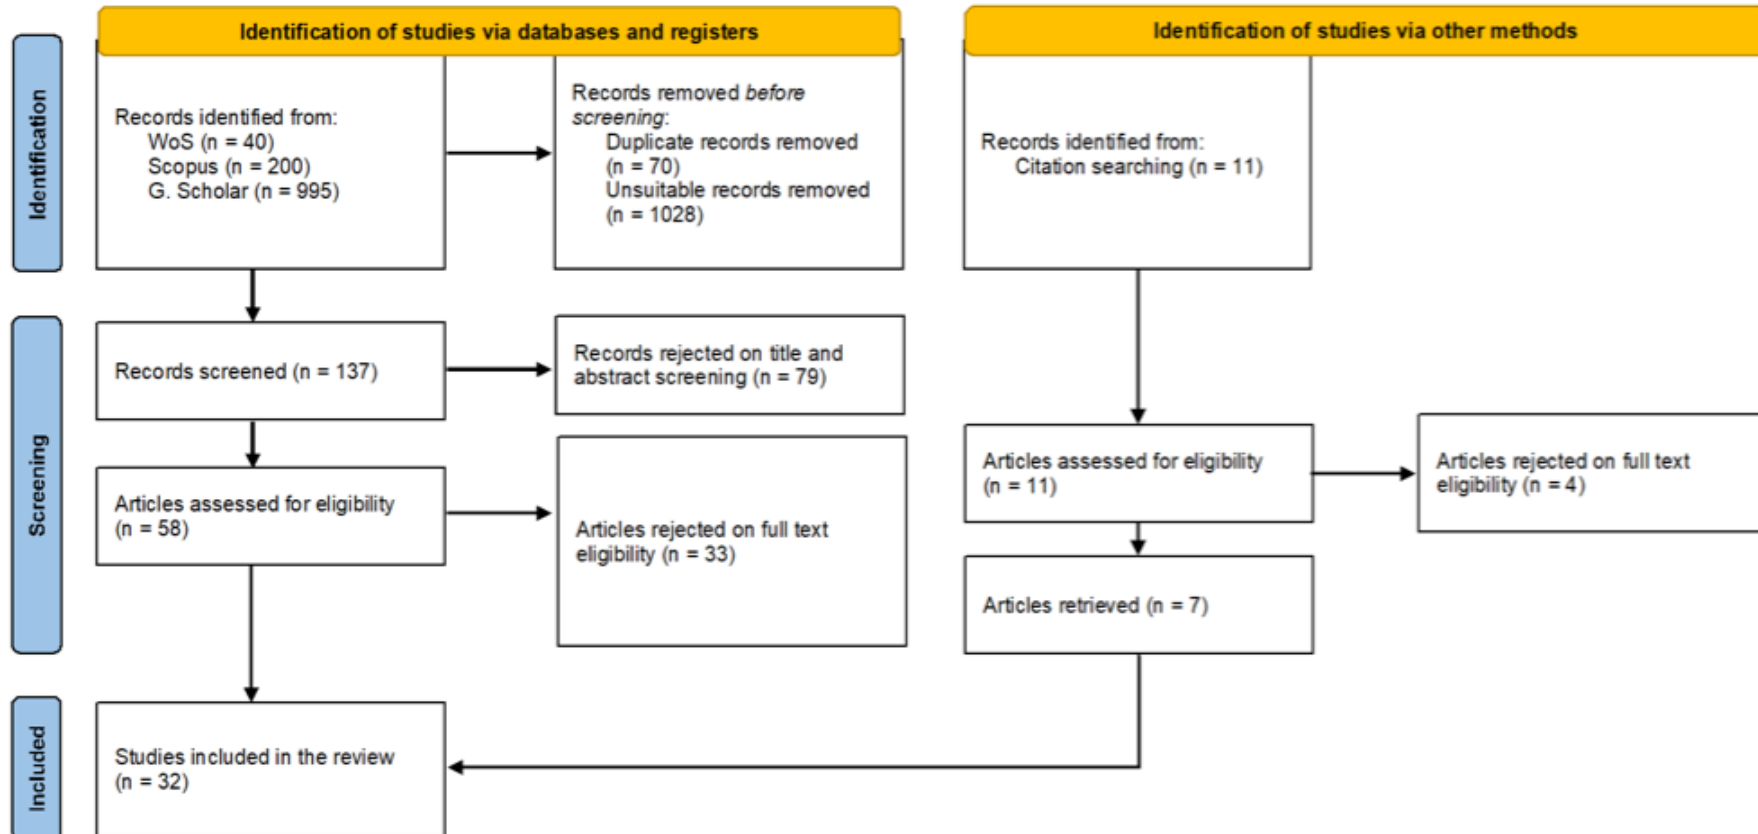 Identification of studies via databases and registers
Identification of studies via other methods
Identification
Records identified from:
WoS (n = 40)
Scopus (n = 200)
G. Scholar (n = 995)
Records removed before
screening:
Duplicate records removed
(n = 70)
Unsuitable records removed
(n = 1028)
Records identified from:
Citation searching (n = 11)
Screening
Records screened (n = 137)
Records rejected on title and
abstract screening (n = 79)
Articles assessed for eligibility
(n = 58)
Articles rejected on full text
eligibility (n = 33)
Articles assessed for eligibility
(n = 11)
Articles rejected on full text
eligibility (n = 4)
Articles retrieved (n = 7)
Included
Studies included in the review
(n = 32)